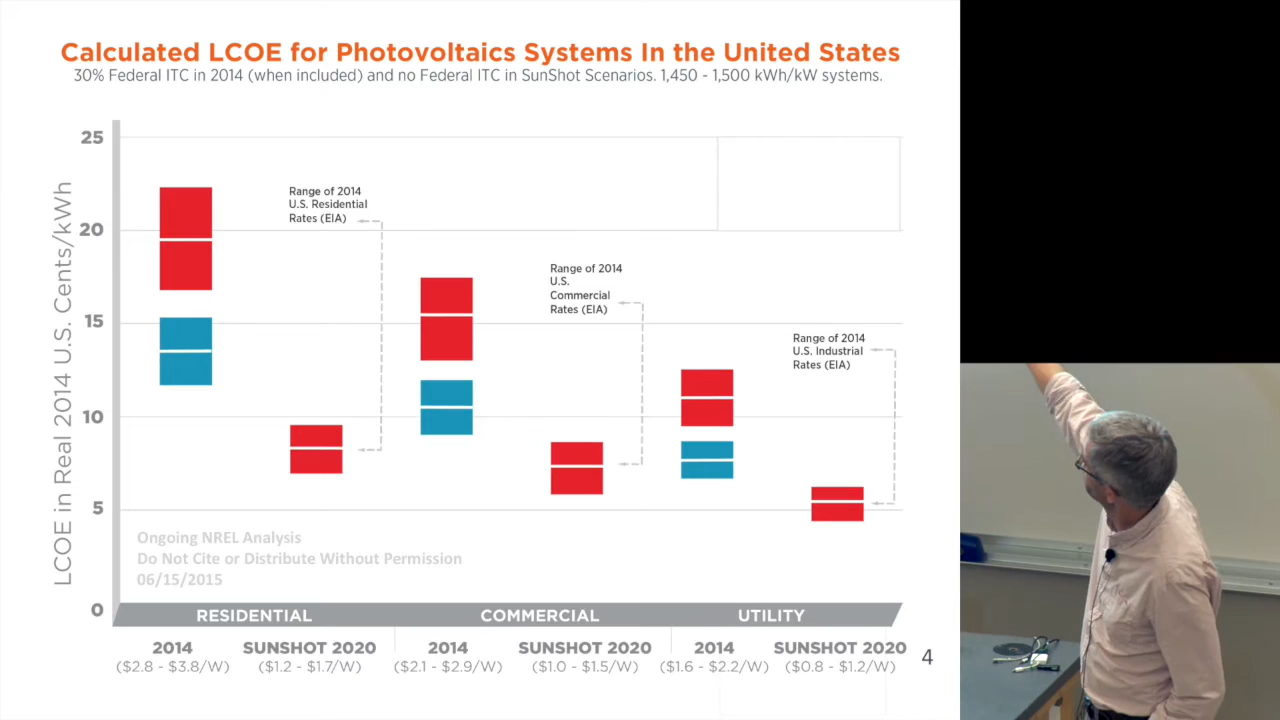 Calculated LCOE for Photovoltaics Systems In the United States
30% Federal ITC in 2014 (when included) and no Federal ITC in SunShot Scenarios. 1,450 - 1,500 kWh/kW systems.
LCOE in Real 2014 U.S. Cents/kWh
25
20
15
10
5
0
Range of 2014
U.S. Residential
Rates (EIA)
Range of 2014
U.S.
Commercial
Rates (EIA)
Range of 2014
U.S. Industrial
Rates (EIA)
Ongoing NREL Analysis
Do Not Cite or Distribute Without Permission
06/15/2015
RESIDENTIAL
COMMERCIAL
UTILITY
2014
($2.8 - $3.8/W)
SUNSHOT 2020
($1.2 - $1.7/W)
2014
($2.1 - $2.9/W)
SUNSHOT 2020
($1.0 - $1.5/W)
2014
($1.6 - $2.2/W)
SUNSHOT 2020
($0.8 - $1.2/W)
4